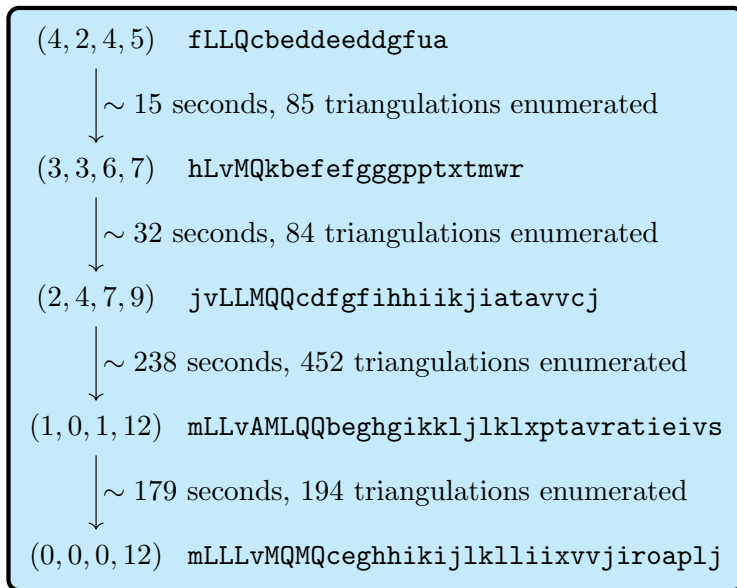 (4, 2, 4, 5) fLLQcbeddeeddgfua
∼ 15 seconds, 85 triangulations enumerated
(3, 3, 6, 7) hLvMQkbefefgggpptxtmwr
∼ 32 seconds, 84 triangulations enumerated
(2, 4, 7, 9) jvLLMQQcdfgfihhiikjiatavvcj
∼ 238 seconds, 452 triangulations enumerated
(1, 0, 1, 12) mLLvAMLQQbeghgikkljlklxptavratieivs
∼ 179 seconds, 194 triangulations enumerated
(0, 0, 0, 12) mLLLvMQMQceghhikijlklliixvvjiroaplj